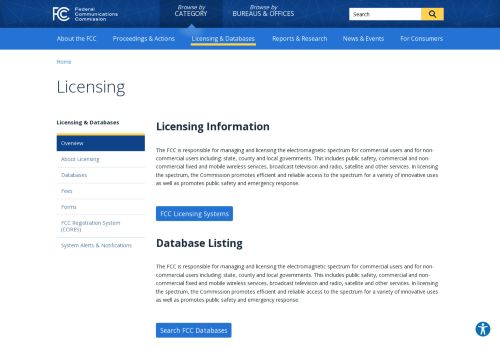 FCC
Federal
Communications
Commission
Browse by
CATEGORY
Browse by
BUREAUS & OFFICES
Search
About the FCC
Proceedings & Actions
Licensing & Databases
Reports & Research
News & Events
For Consumers
Home
Licensing
Licensing & Databases
Overview
About Licensing
Databases
Fees
Forms
FCC Registration System
(CORES)
System Alerts & Notifications
Licensing Information
The FCC is responsible for managing and licensing the electromagnetic spectrum for commercial users and for non-
commercial users including: state, county and local governments. This includes public safety, commercial and non-
commercial fixed and mobile wireless services, broadcast television and radio, satellite and other services. In licensing
the spectrum, the Commission promotes efficient and reliable access to the spectrum for a variety of innovative uses
as well as promotes public safety and emergency response.
FCC Licensing Systems
Database Listing
The FCC is responsible for managing and licensing the electromagnetic spectrum for commercial users and for non-
commercial users including: state, county and local governments. This includes public safety, commercial and non-
commercial fixed and mobile wireless services, broadcast television and radio, satellite and other services. In licensing
the spectrum, the Commission promotes efficient and reliable access to the spectrum for a variety of innovative uses
as well as promotes public safety and emergency response.
Search FCC Databases